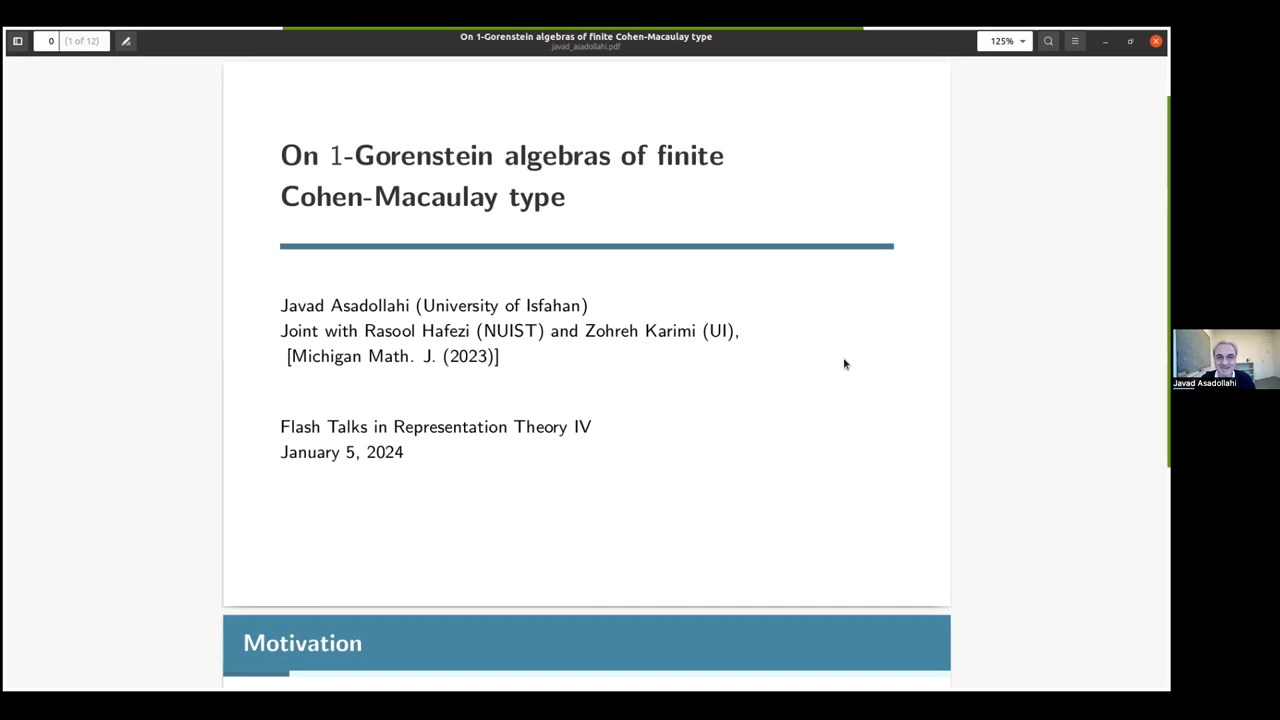 On 1-Gorenstein algebras of finite Cohen-Macaulay type
javad_asadollahi.pdf
0 (1 of 12)
125%
On 1-Gorenstein algebras of finite
Cohen-Macaulay type
Javad Asadollahi (University of Isfahan)
Joint with Rasool Hafezi (NUIST) and Zohreh Karimi (UI),
[Michigan Math. J. (2023)]
Flash Talks in Representation Theory IV
January 5, 2024
Motivation
Javad Asadollahi